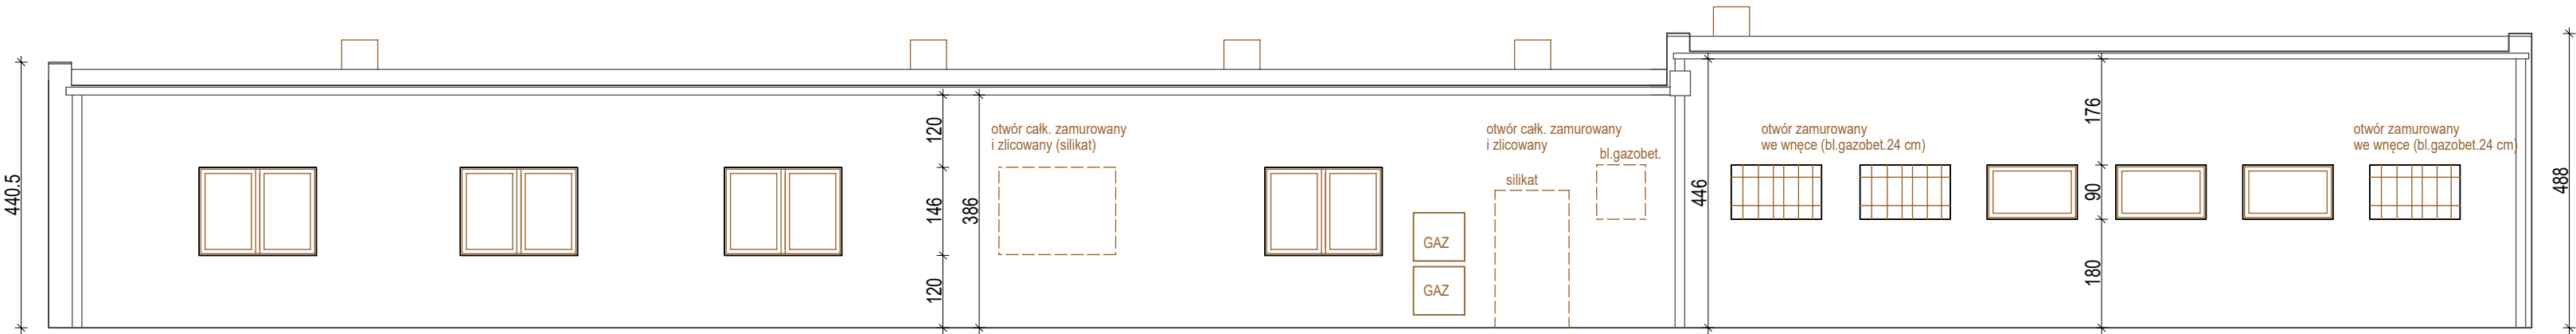 440.5
120
146
120
386
otwór całk. zamurowany
i zlicowany (silikat)
GAZ
GAZ
otwór całk. zamurowany
i zlicowany
silikat
bl.gazobet.
446
otwór zamurowany
we wnęce (bl.gazobet.24 cm)
176
90
180
otwór zamurowany
we wnęce (bl.gazobet.24 cm)
488